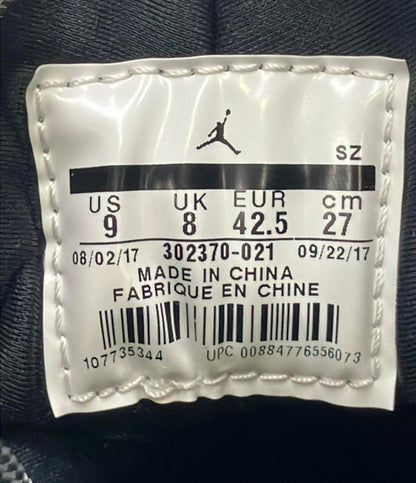 SZ
US UK EUR cm
9 8 42.5 27
08/02/17 302370-021 09/22/17
MADE IN CHINA
FABRIQUE EN CHINE
107735344 UPC 00884776556073